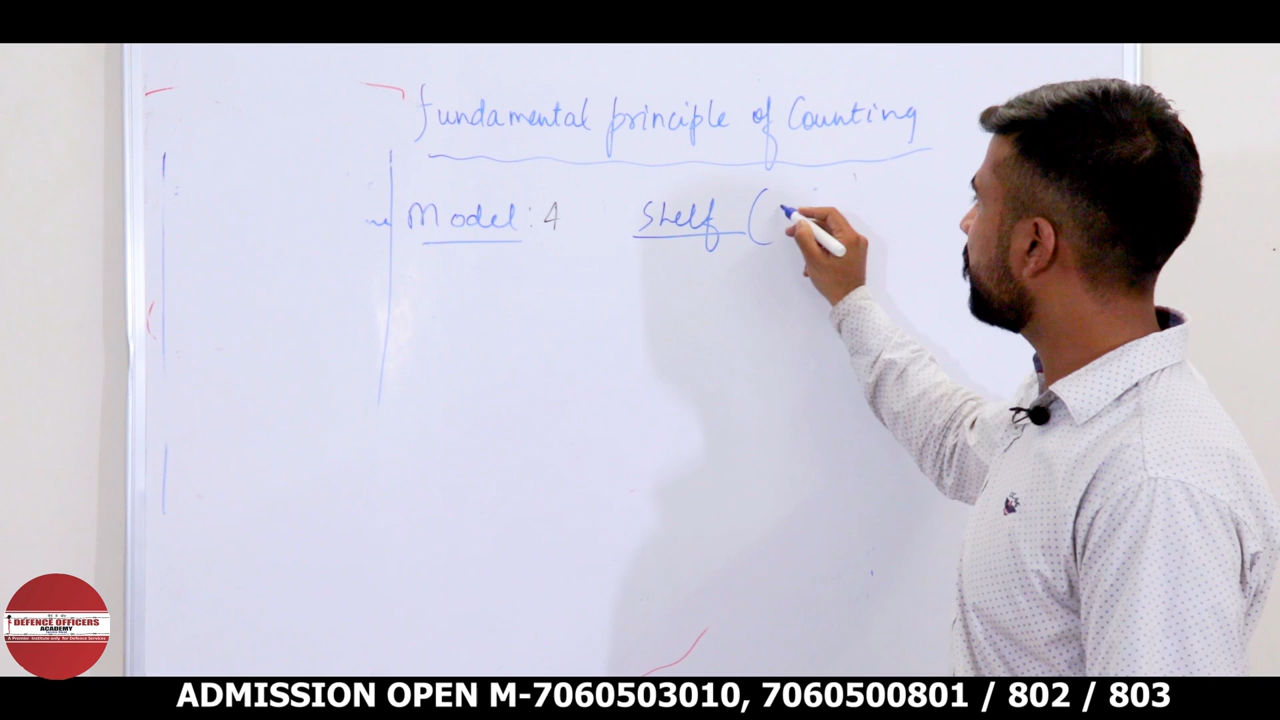 Fundamental principle of Counting
Model : 4 Shelf (
DEFENCE OFFICERS
ACADEMY
A Premier Institute only for Defence Services
ADMISSION OPEN M-7060503010, 7060500801 / 802 / 803